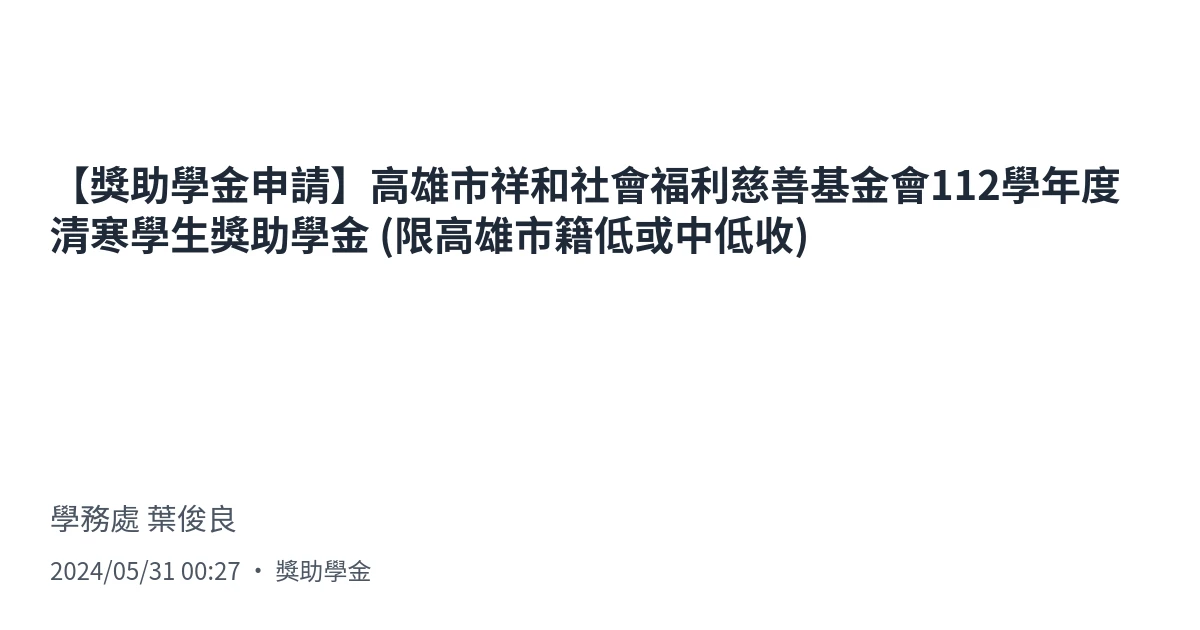 【獎助學金申請】高雄市祥和社會福利慈善基金會112學年度
清寒學生獎助學金 (限高雄市籍低或中低收)
學務處 葉俊良
2024/05/31 00:27 ・ 獎助學金